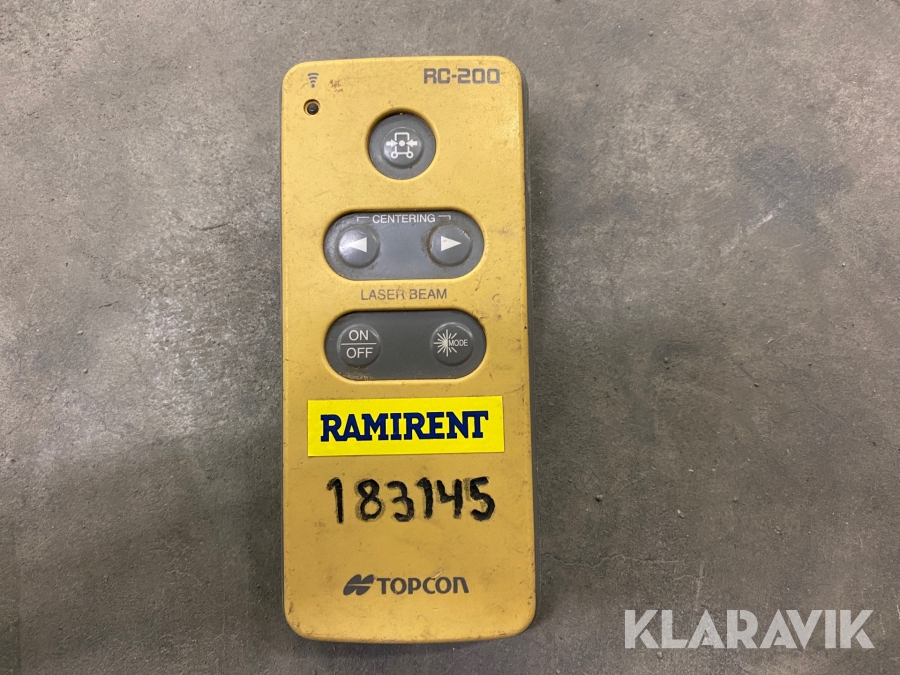 RC-200
CENTERING
LASER BEAM
ON
OFF
MODE
RAMIRENT
183145
TOPCON
KLARAVIK